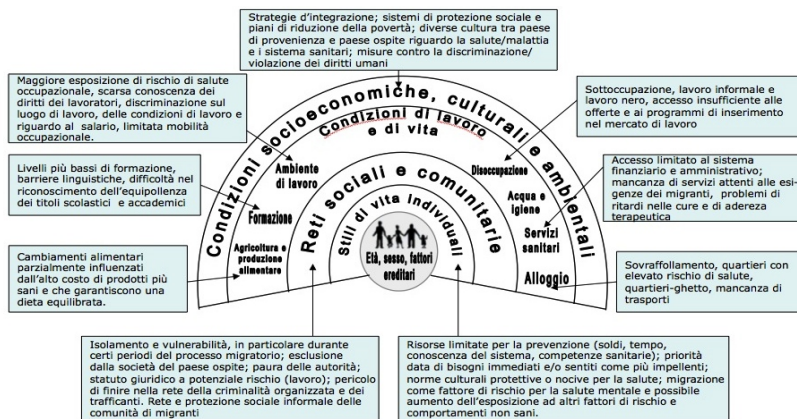 Strategie d'integrazione; sistemi di protezione sociale e
piani di riduzione della povertà; diverse cultura tra paese
di provenienza e paese ospite riguardo la salute/malattia
e i sistema sanitari; misure contro la discriminazione/
violazione dei diritti umani
Maggiore esposizione di rischio di salute
occupazionale, scarsa conoscenza dei
diritti dei lavoratori, discriminazione sul
luogo di lavoro, delle condizioni di lavoro e
riguardo al salario, limitata mobilità
occupazionale.
Livelli più bassi di formazione,
barriere linguistiche, difficoltà nel
riconoscimento dell'equipollenza
dei titoli scolastici e accademici
Cambiamenti alimentari
parzialmente influenzati
dall'alto costo di prodotti più
sani e che garantiscono una
dieta equilibrata.
Condizioni socioeconomiche, culturali e ambientali
Condizioni di lavoro
e di vita
Ambiente
di lavoro
Formazione
Agricoltura e
produzione
alimentare
Reti sociali e comunitarie
Stili di vita individuali
Età, sesso, fattori
ereditari
Disoccupazione
Acqua e
igiene
Servizi
sanitari
Alloggio
Sottoccupazione, lavoro informale e
lavoro nero, accesso insufficiente alle
offerte e ai programmi di inserimento
nel mercato di lavoro
Accesso limitato al sistema
finanziario e amministrativo;
mancanza di servizi attenti alle esi-
genze dei migranti, problemi di
ritardi nelle cure e di adereza
terapeutica
Sovraffollamento, quartieri con
elevato rischio di salute,
quartieri-ghetto, mancanza di
trasporti
Isolamento e vulnerabilità, in particolare durante
certi periodi del processo migratorio; esclusione
dalla società del paese ospite; paura delle autorità;
statuto giuridico a potenziale rischio (lavoro); pericolo
di finire nella rete della criminalità organizzata e dei
trafficanti. Rete e protezione sociale informale delle
comunità di migranti
Risorse limitate per la prevenzione (soldi, tempo,
conoscenza del sistema, competenze sanitarie); priorità
data di bisogni immediati e/o sentiti come più impellenti;
norme culturali protettive o nocive per la salute; migrazione
come fattore di rischio per la salute mentale e possibile
aumento dell'esposizione ad altri fattori di rischio e
comportamenti non sani.